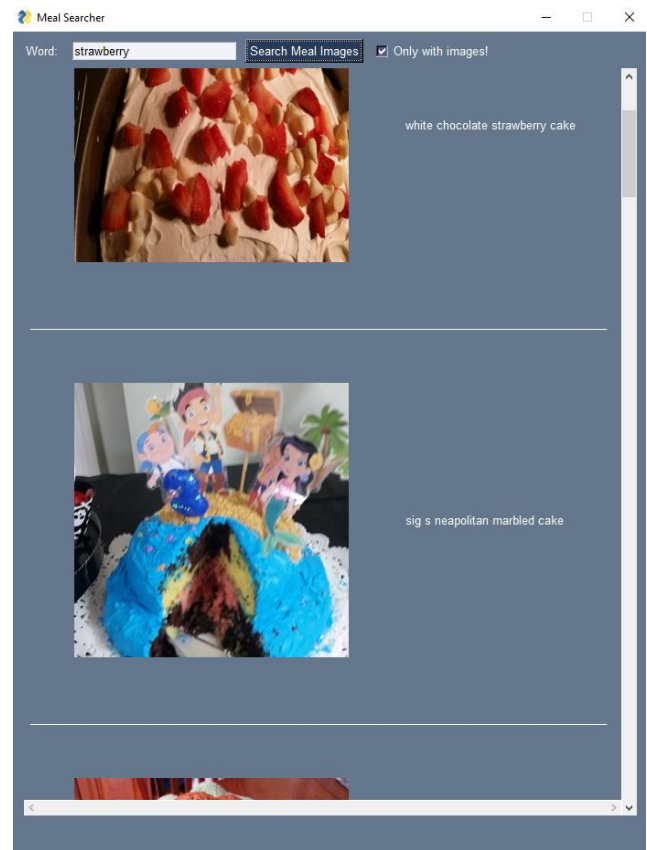 Meal Searcher
Word: strawberry Search Meal Images Only with images!
white chocolate strawberry cake
sig s neapolitan marbled cake